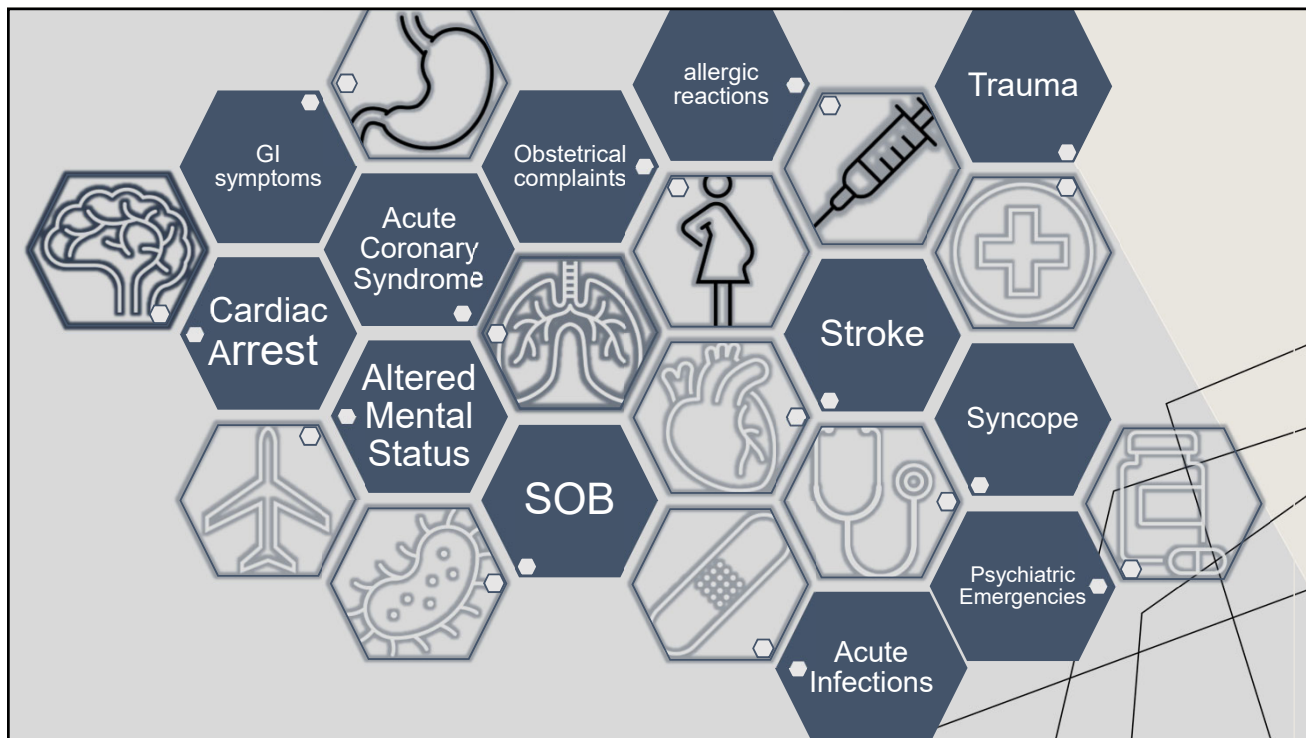 allergic
reactions
Trauma
GI
symptoms
Obstetrical
complaints
Acute
Coronary
Syndrome
Cardiac
Arrest
Stroke
Altered
Mental
Status
Syncope
SOB
Psychiatric
Emergencies
Acute
Infections